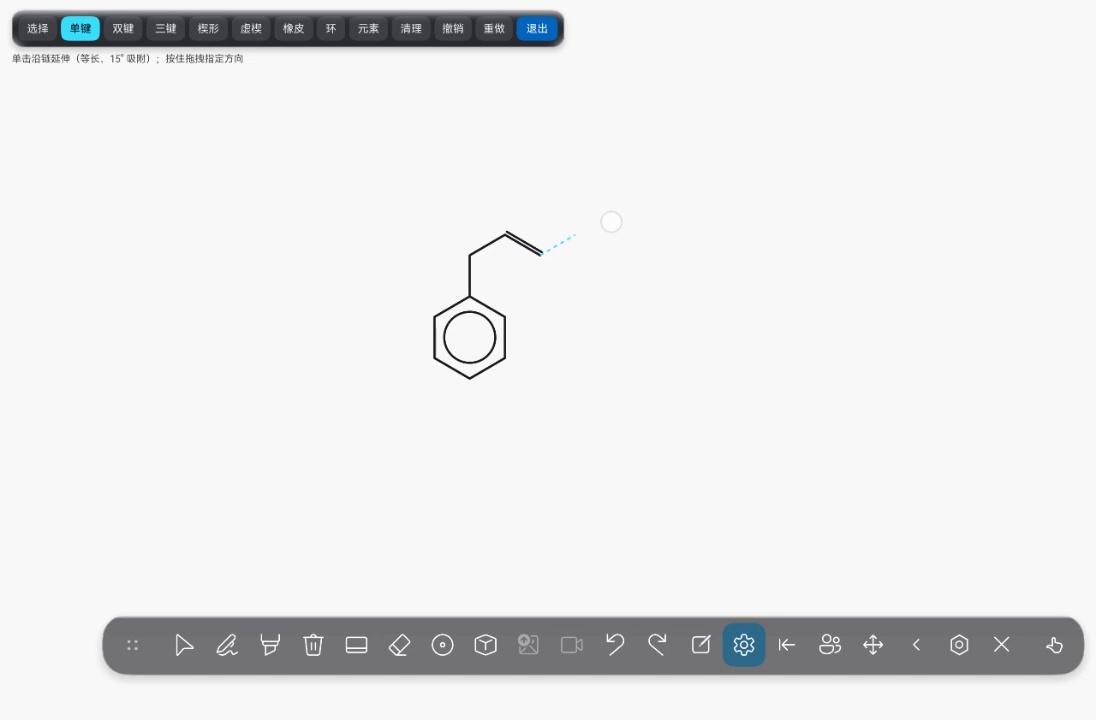 选择 单键 双键 三键 楔形 虚楔 橡皮 环 元素 清理 撤销 重做 退出
单击沿链延伸（等长、15° 吸附）；按住拖拽指定方向